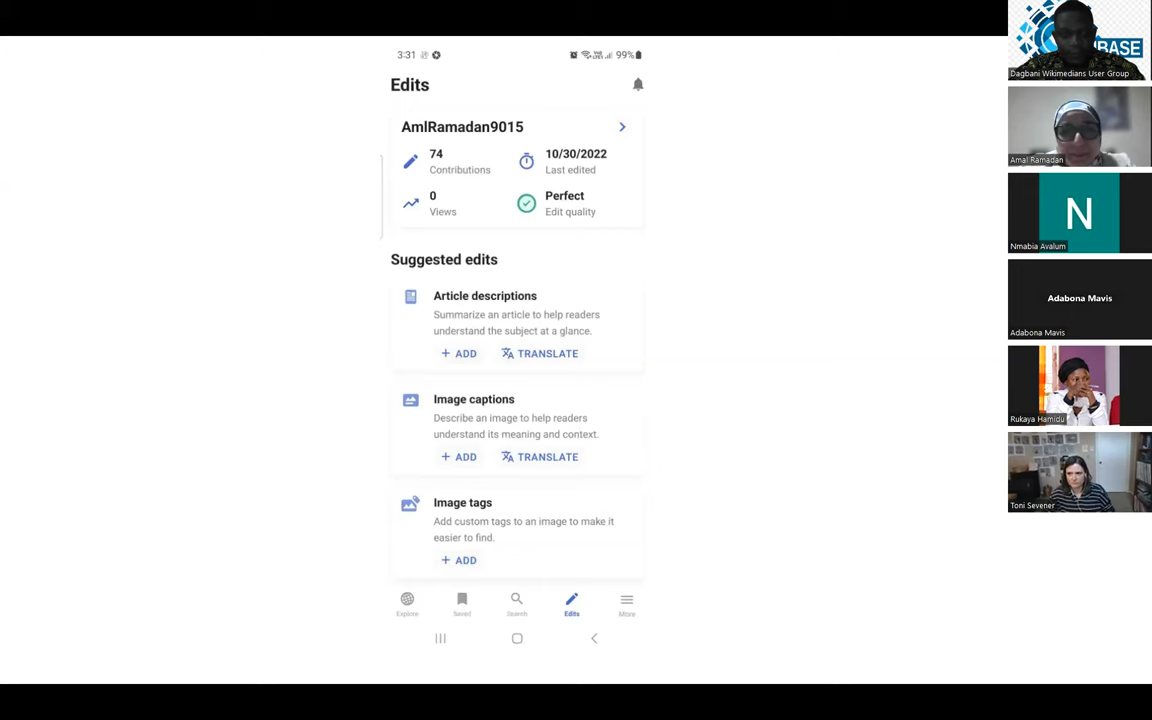 3:31
99%
Edits
AmlRamadan9015
74
Contributions
10/30/2022
Last edited
0
Views
Perfect
Edit quality
Suggested edits
Article descriptions
Summarize an article to help readers
understand the subject at a glance.
+ ADD
TRANSLATE
Image captions
Describe an image to help readers
understand its meaning and context.
+ ADD
TRANSLATE
Image tags
Add custom tags to an image to make it
easier to find.
+ ADD
Explore
Saved
Search
Edits
More
BASE
Dagbani Wikimedians User Group
Amal Ramadan
N
Nmabia Avalum
Adabona Mavis
Adabona Mavis
Rukaya Hamidu
Toni Sevener